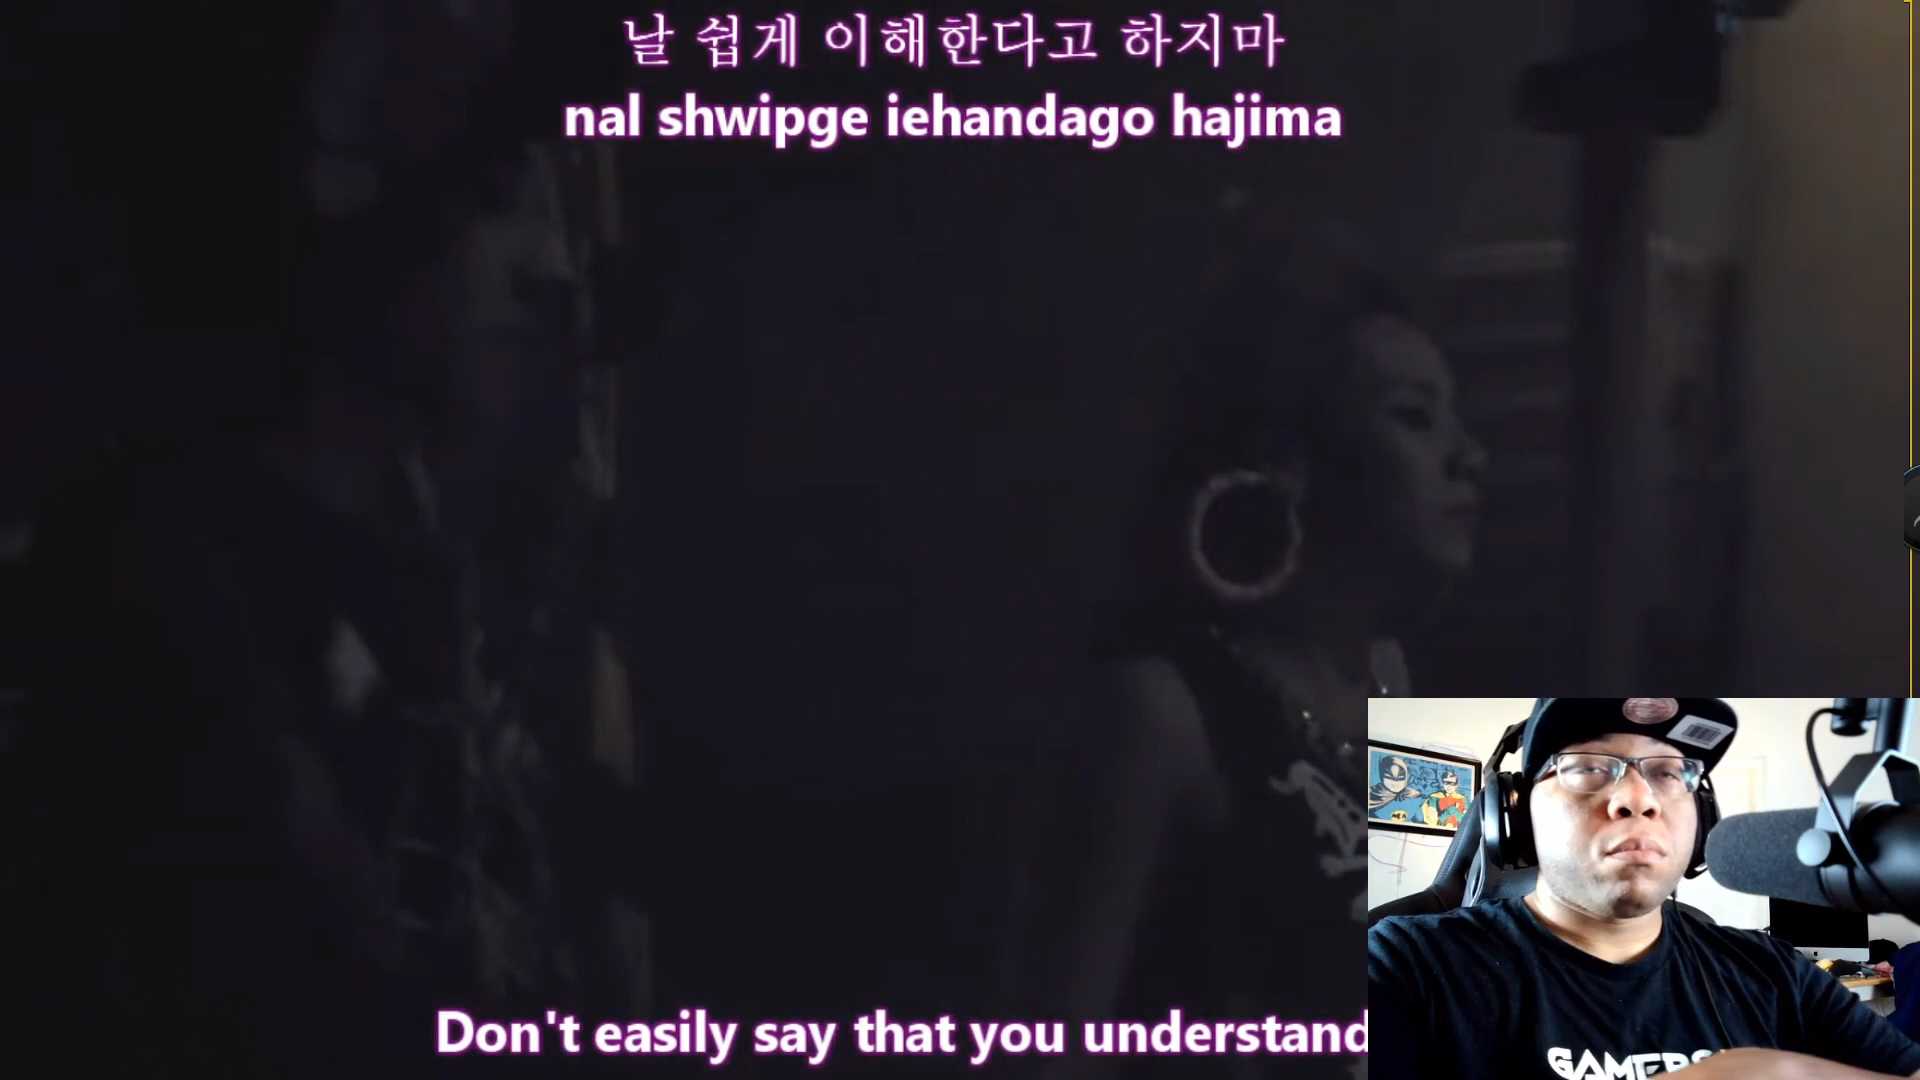 날 쉽게 이해한다고 하지마
nal shwipge iehandago hajima
Don't easily say that you understand
GAMERS